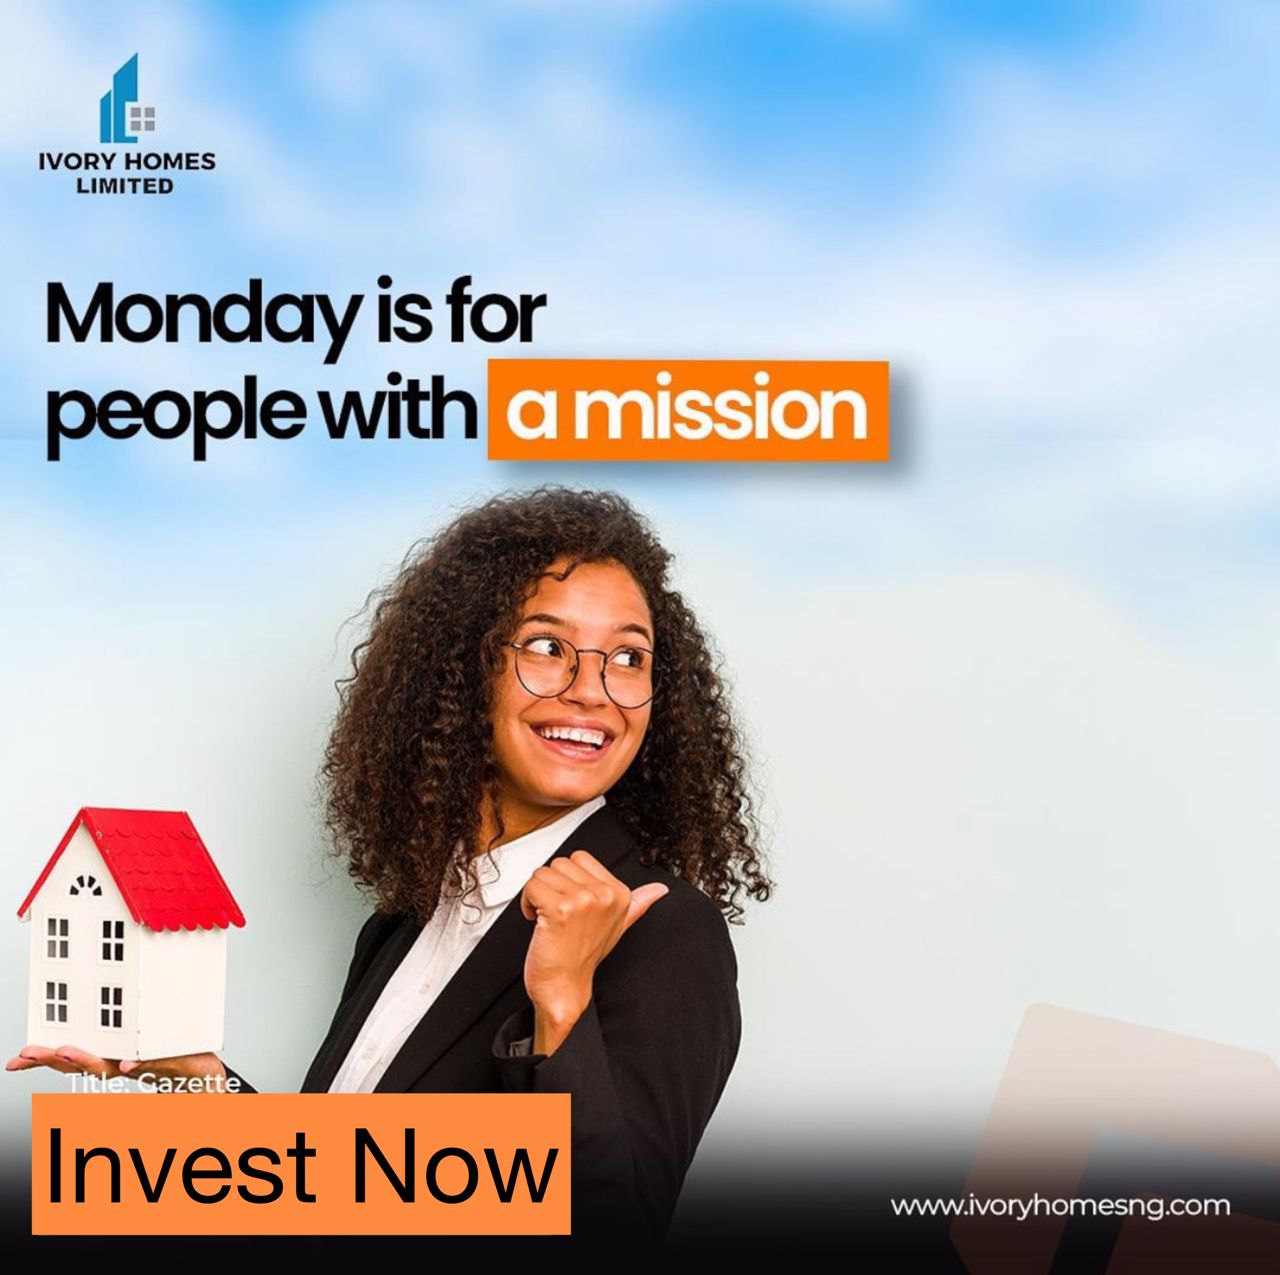 IVORY HOMES
LIMITED
Monday is for
people with a mission
Title: Gazette
Invest Now
www.ivoryhomesng.com